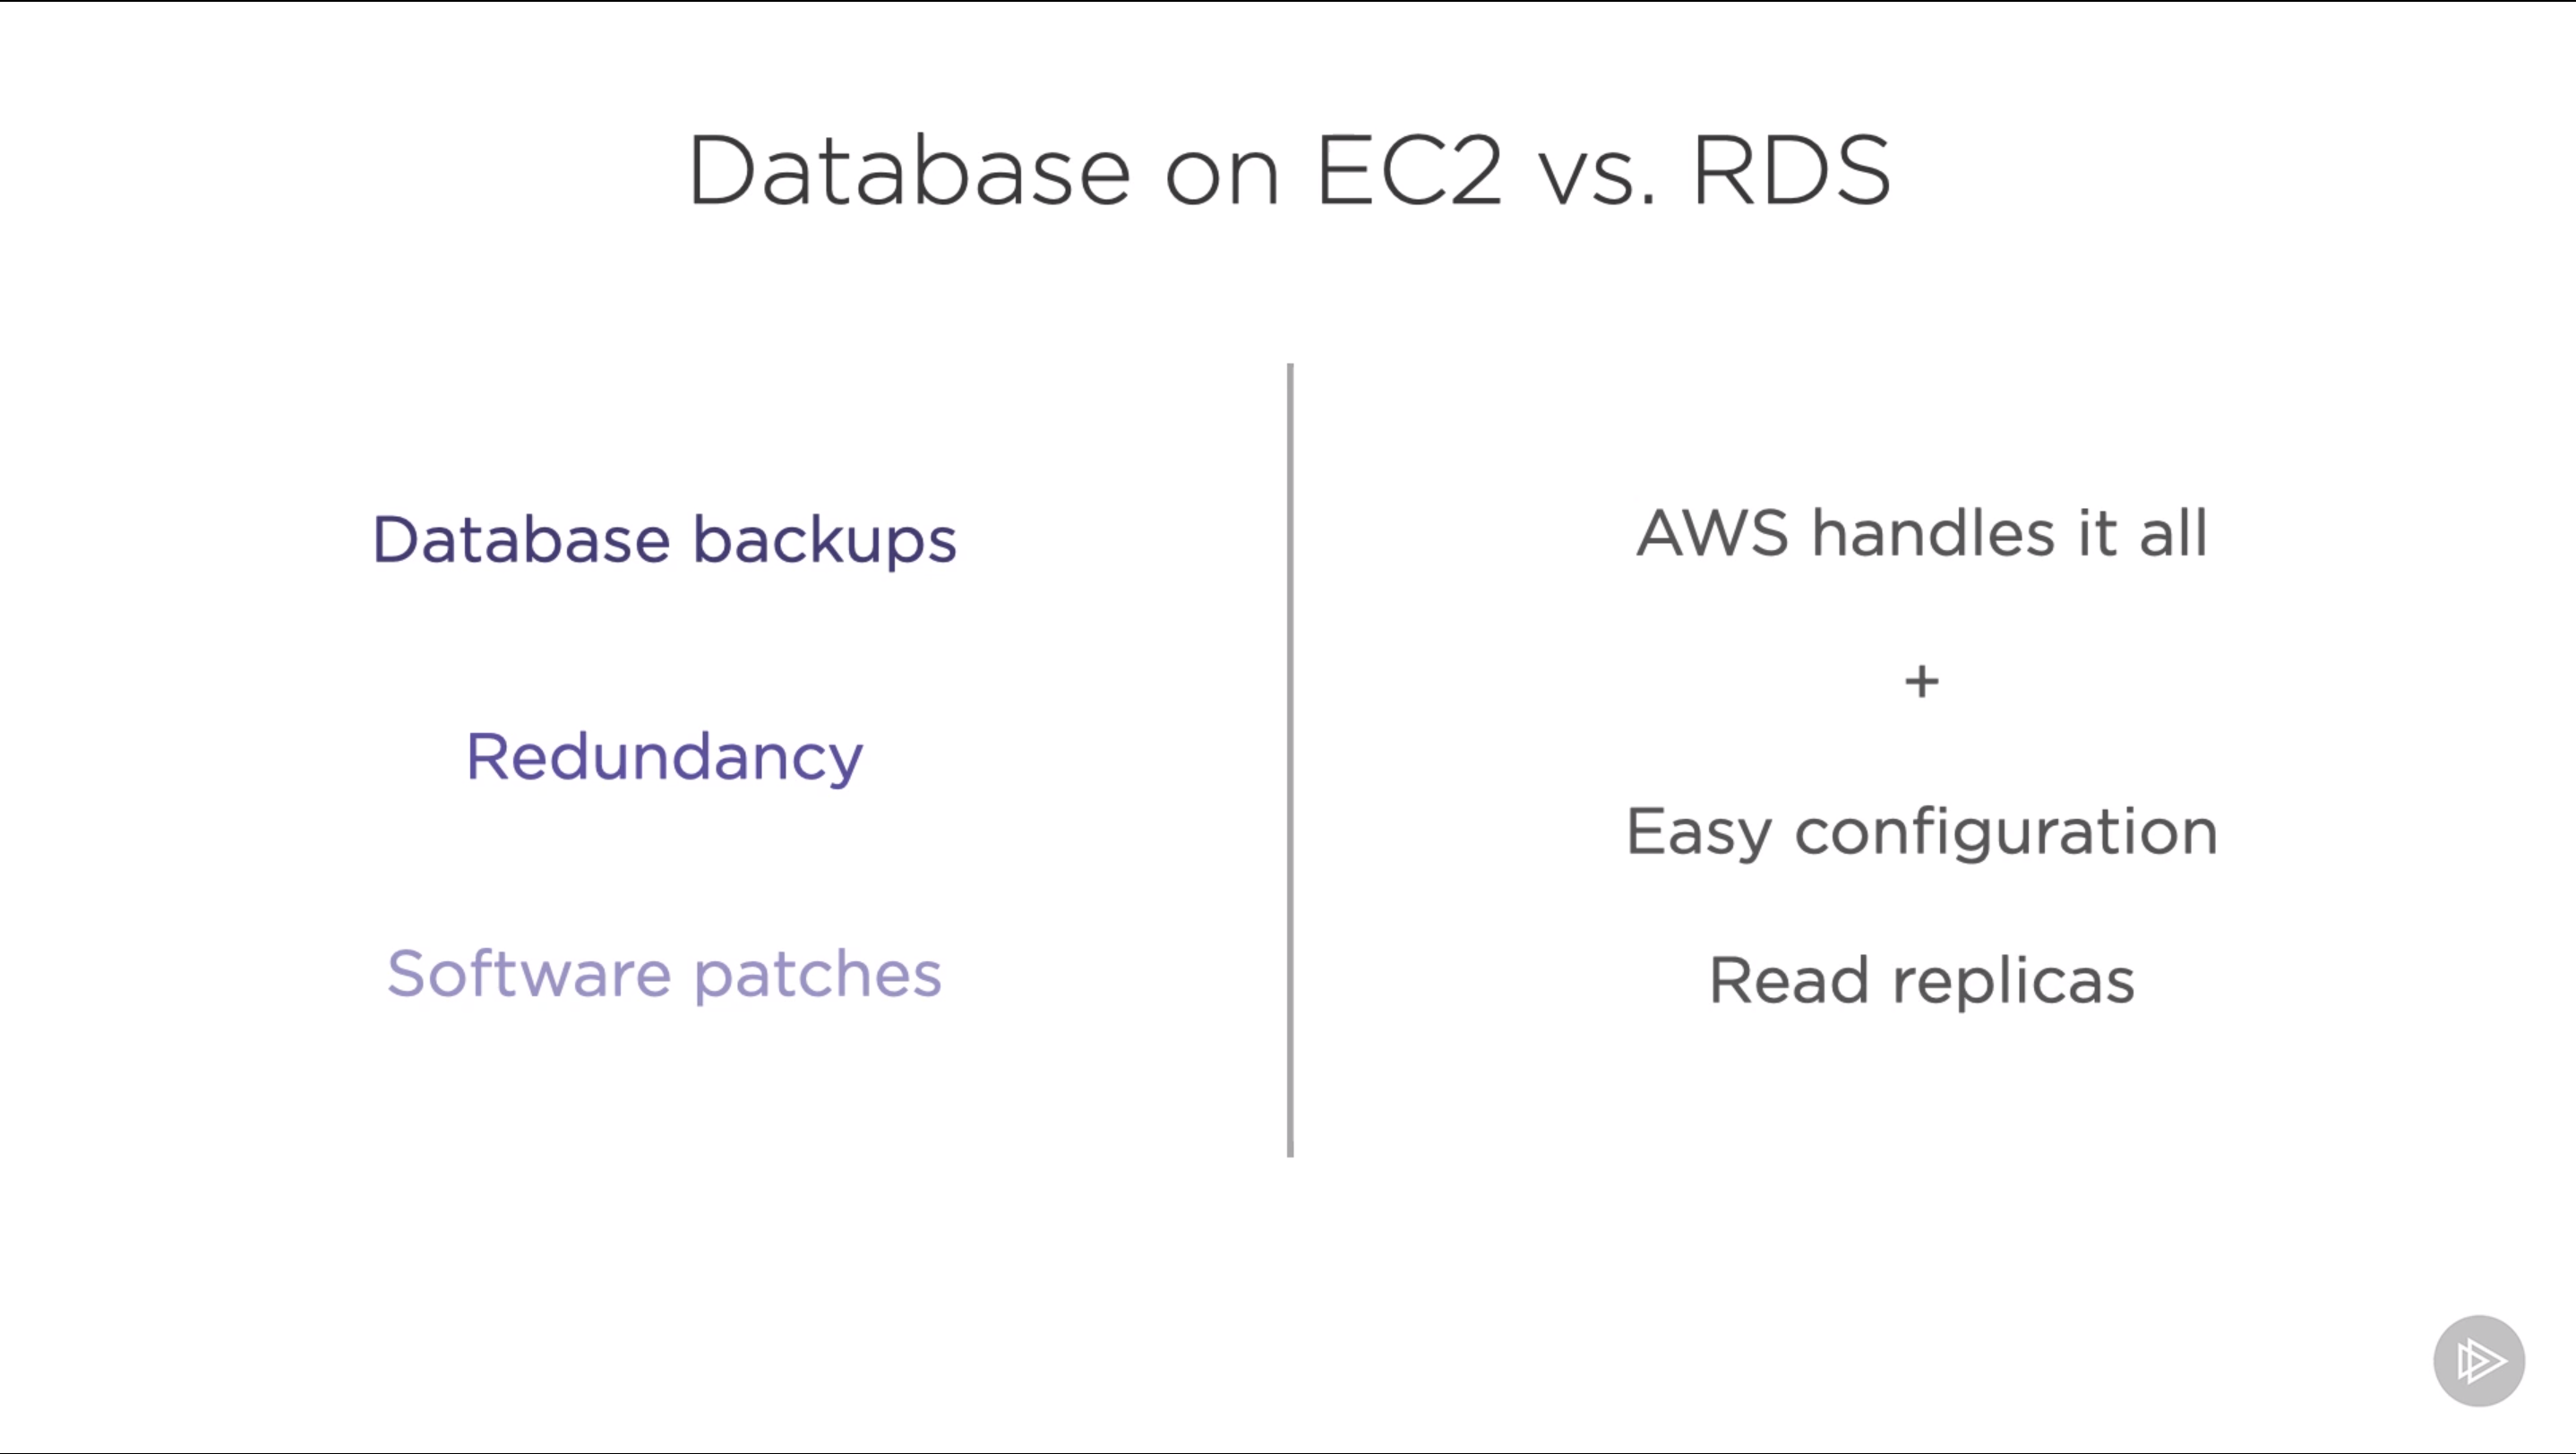 Database on EC2 vs. RDS
Database backups
Redundancy
Software patches
AWS handles it all
+
Easy configuration
Read replicas